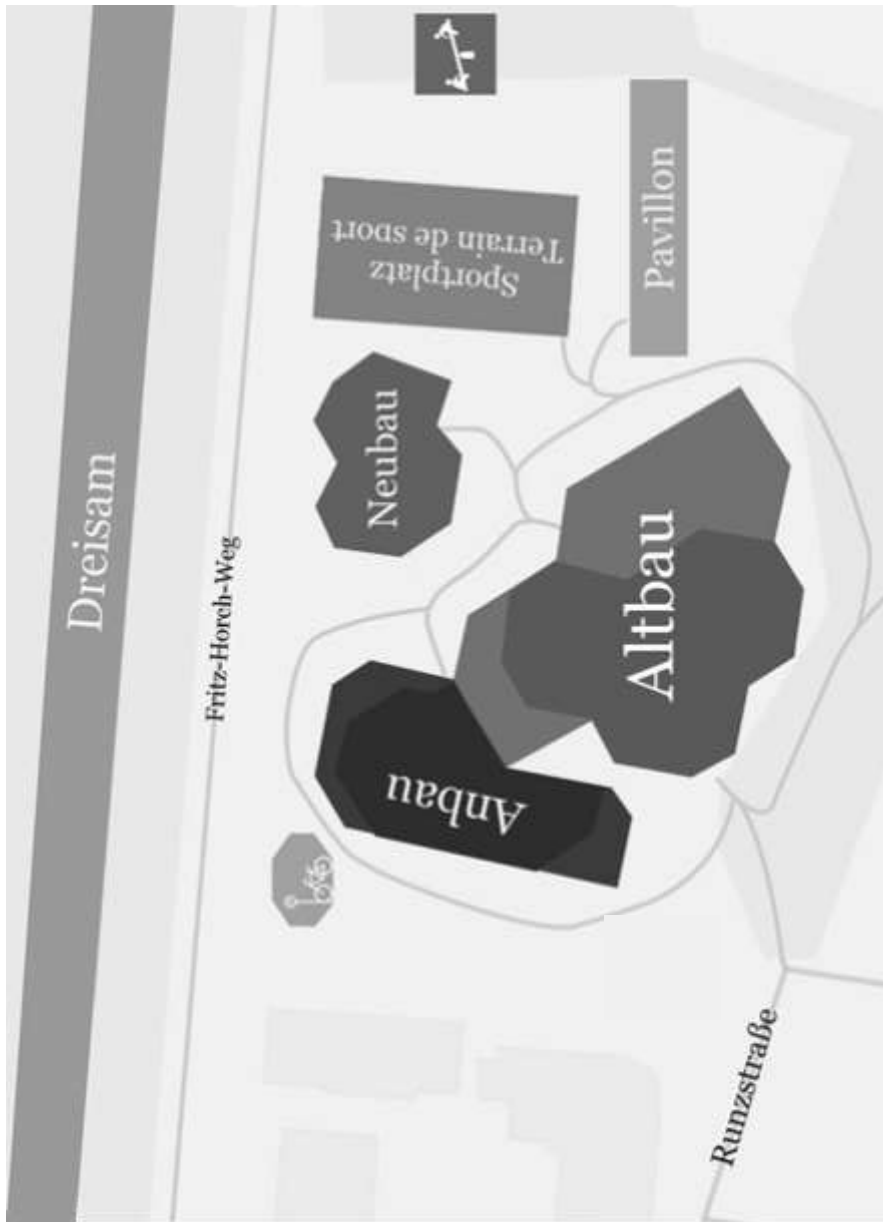 Dreisam
Fritz-Horch-Weg
Sportplatz
Terrain de sport
Pavillon
Neubau
Altbau
Anbau
Runzstraße